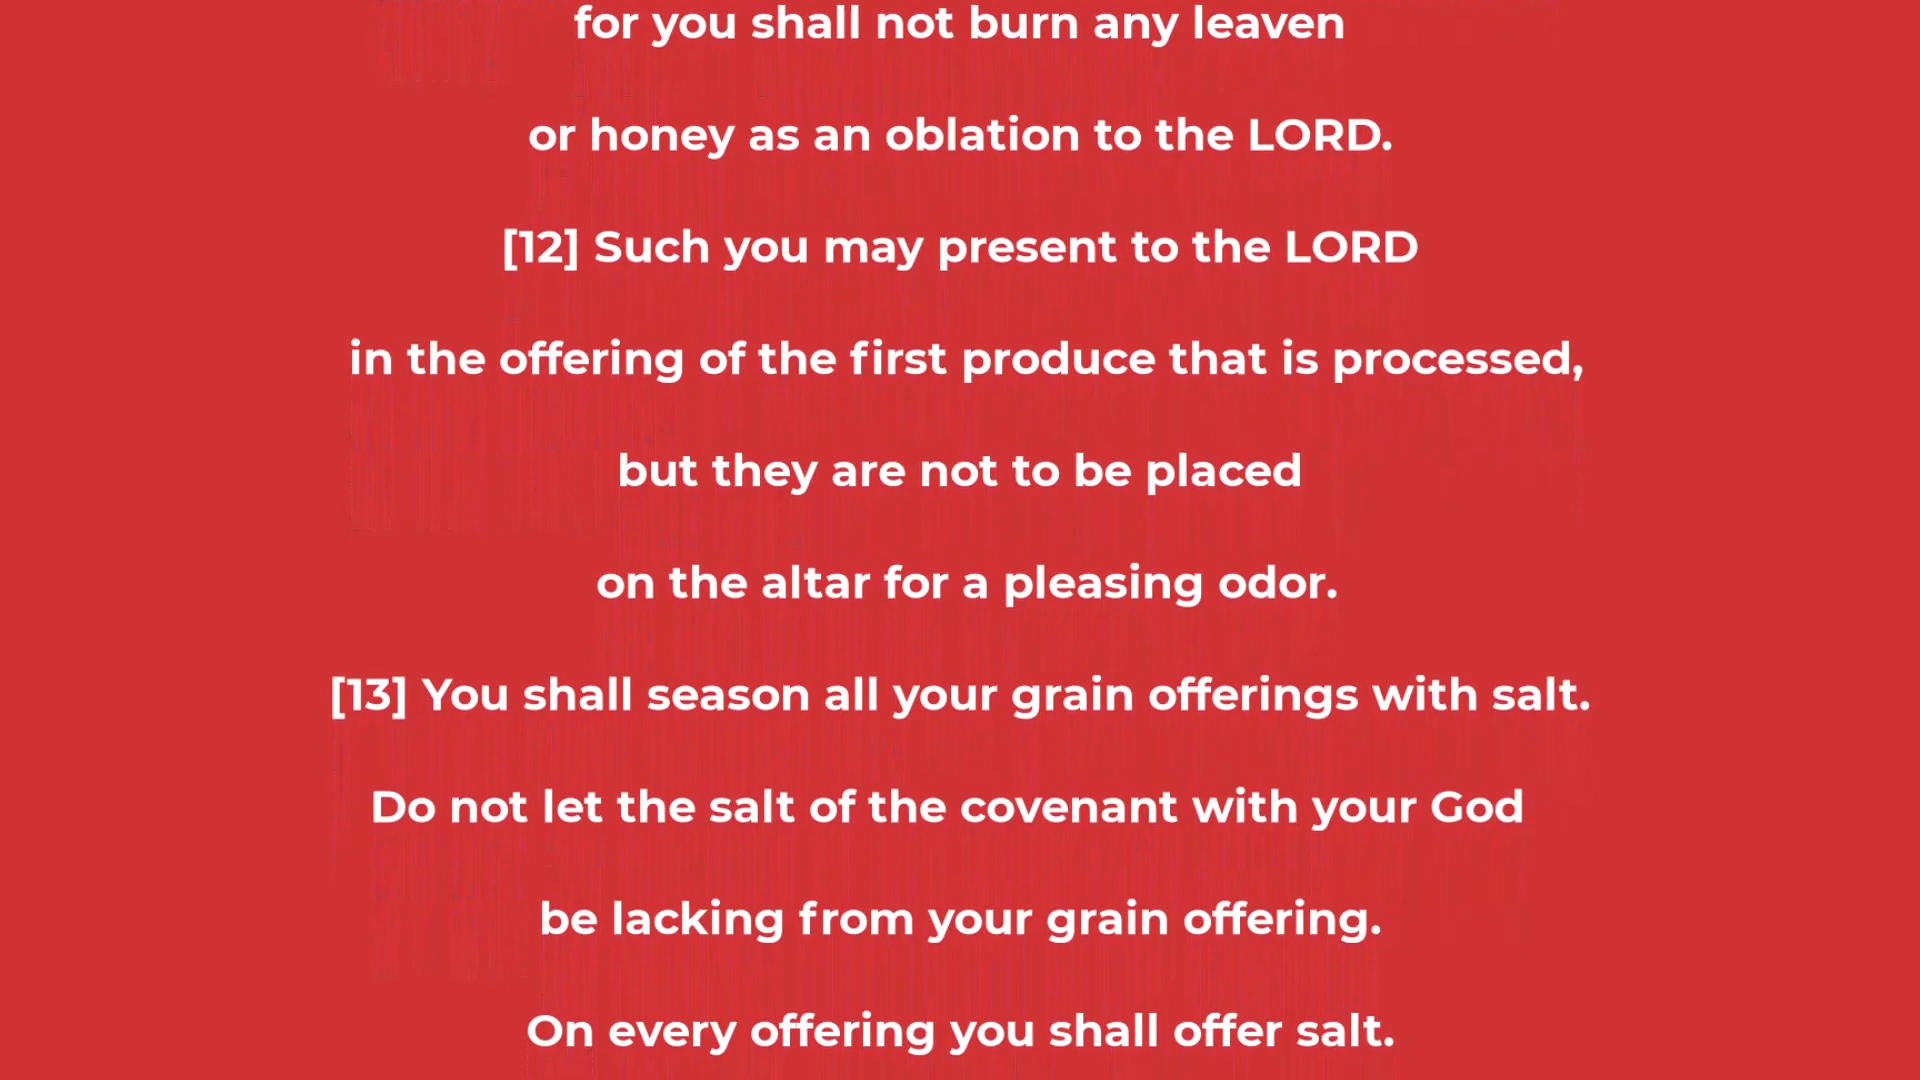 for you shall not burn any leaven
or honey as an oblation to the LORD.
[12] Such you may present to the LORD
in the offering of the first produce that is processed,
but they are not to be placed
on the altar for a pleasing odor.
[13] You shall season all your grain offerings with salt.
Do not let the salt of the covenant with your God
be lacking from your grain offering.
On every offering you shall offer salt.